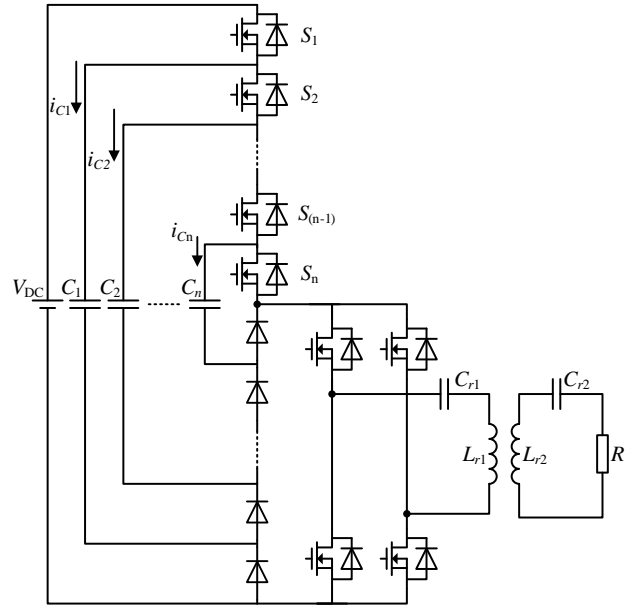 S1
S2
iC1
iC2
S(n-1)
iCn
Sn
VDC
C1
C2
Cn
Cr1
Cr2
Lr1
Lr2
R